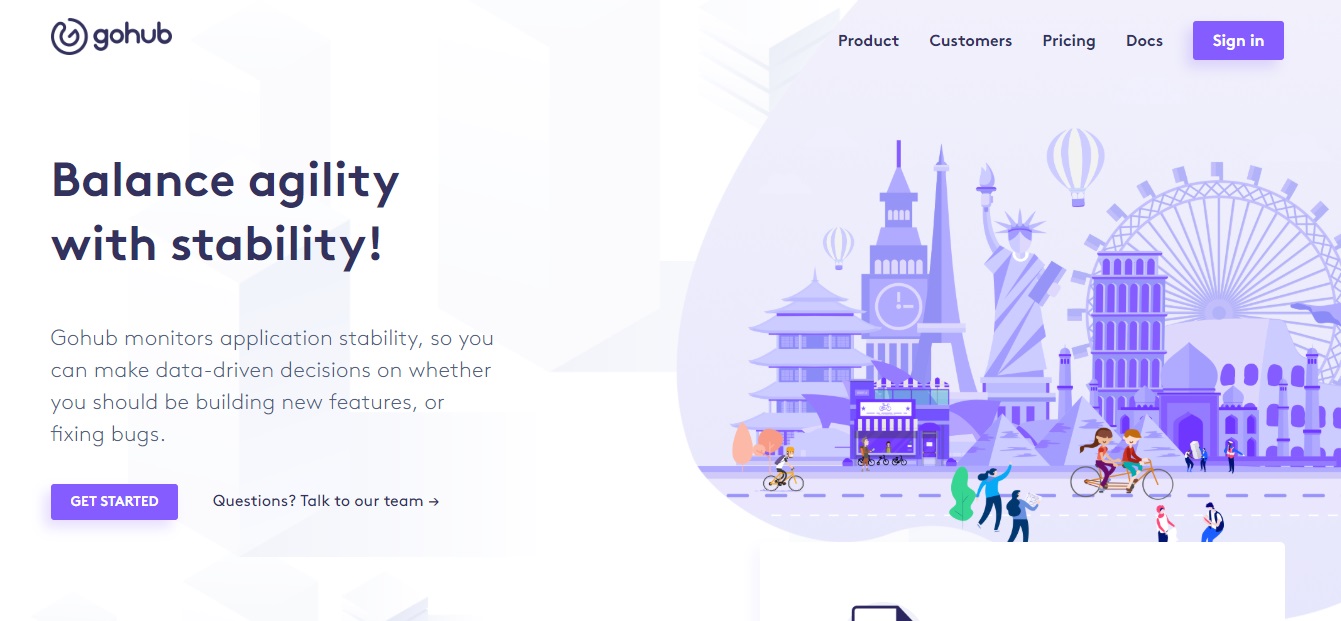 gohub
Product
Customers
Pricing
Docs
Sign in
Balance agility
with stability!
Gohub monitors application stability, so you
can make data-driven decisions on whether
you should be building new features, or
fixing bugs.
GET STARTED
Questions? Talk to our team →